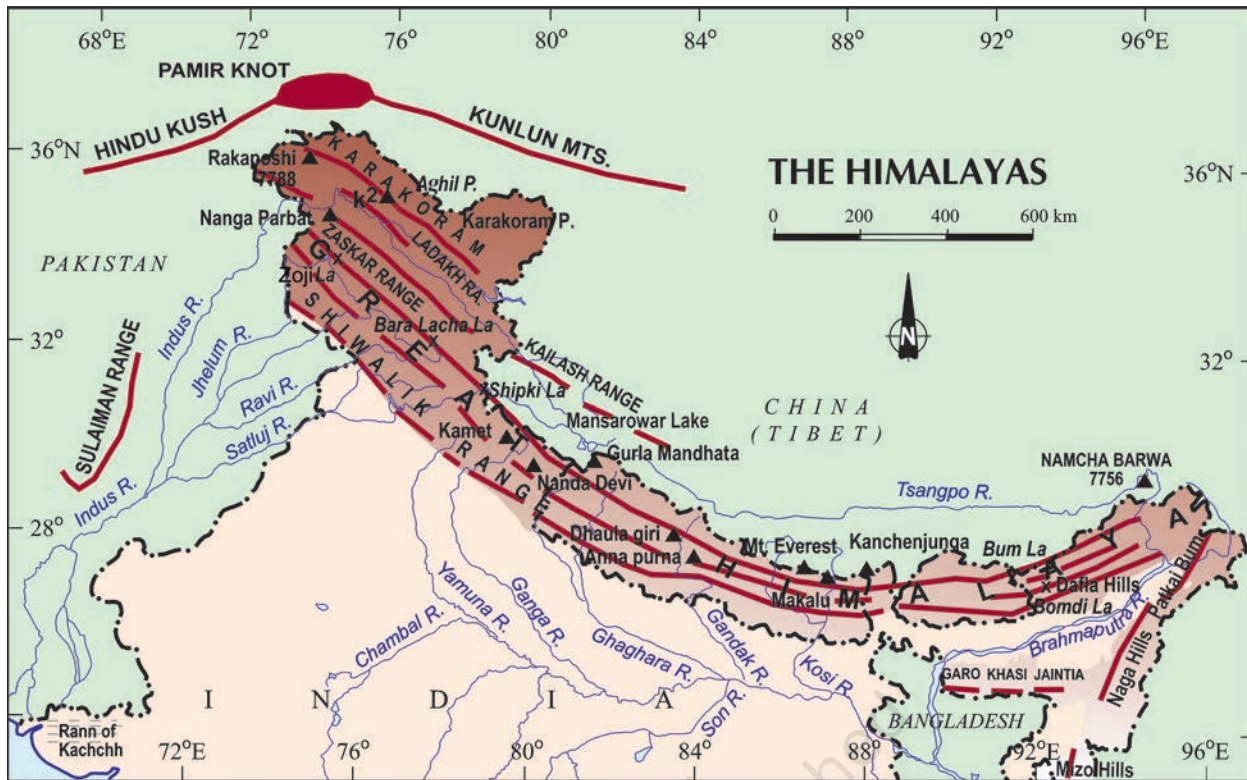 68°E 72°E 76°E 80°E 84°E 88°E 92°E 96°E
PAMIR KNOT
HINDU KUSH
KUNLUN MTS.
36°N
36°N
THE HIMALAYAS
0 200 400 600 km
N
Rakaposhi
7788
KARAKORAM
Aghil P.
K2
Karakoram P.
Nanga Parbat
LADAKH RA.
ZASKAR RANGE
PAKISTAN
Zoji La
Indus R.
Jhelum R.
Bara Lacha La
32°
32°
SULAIMAN RANGE
SHIWALIK RANGE
GREAT HIMALAYAN
KAILASH RANGE
Ravi R.
Shipki La
Satluj R.
Mansarowar Lake
CHINA
(TIBET)
Kamet
Gurla Mandhata
Nanda Devi
NAMCHA BARWA
7756
Tsangpo R.
Indus R.
28°
28°
Dhaula giri
Anna purna
Mt. Everest
Kanchenjunga
Makalu
Bum La
x Dafla Hills
Bomdi La
Patkai Bum
Brahmaputra R.
Naga Hills
Yamuna R.
Ganga R.
Chambal R.
Ghaghara R.
Gandak R.
Kosi R.
Son R.
GARO KHASI JAINTIA
INDIA
BANGLADESH
Rann of
Kachchh
Mizo Hills
72°E 76°E 80°E 84°E 88°E 92°E 96°E